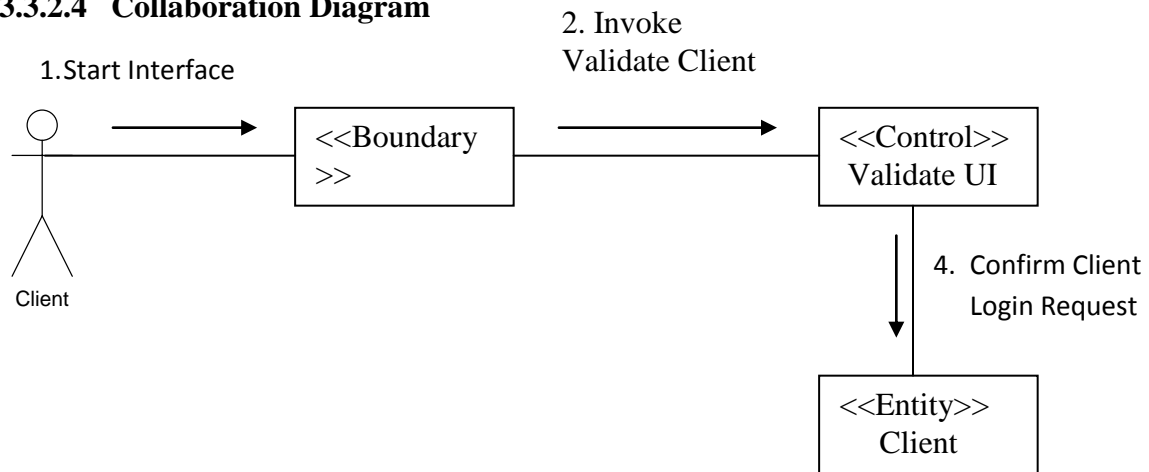 3.3.2.4 Collaboration Diagram
2. Invoke
Validate Client
1.Start Interface
<<Boundary
>>
<<Control>>
Validate UI
Client
4. Confirm Client
Login Request
<<Entity>>
Client